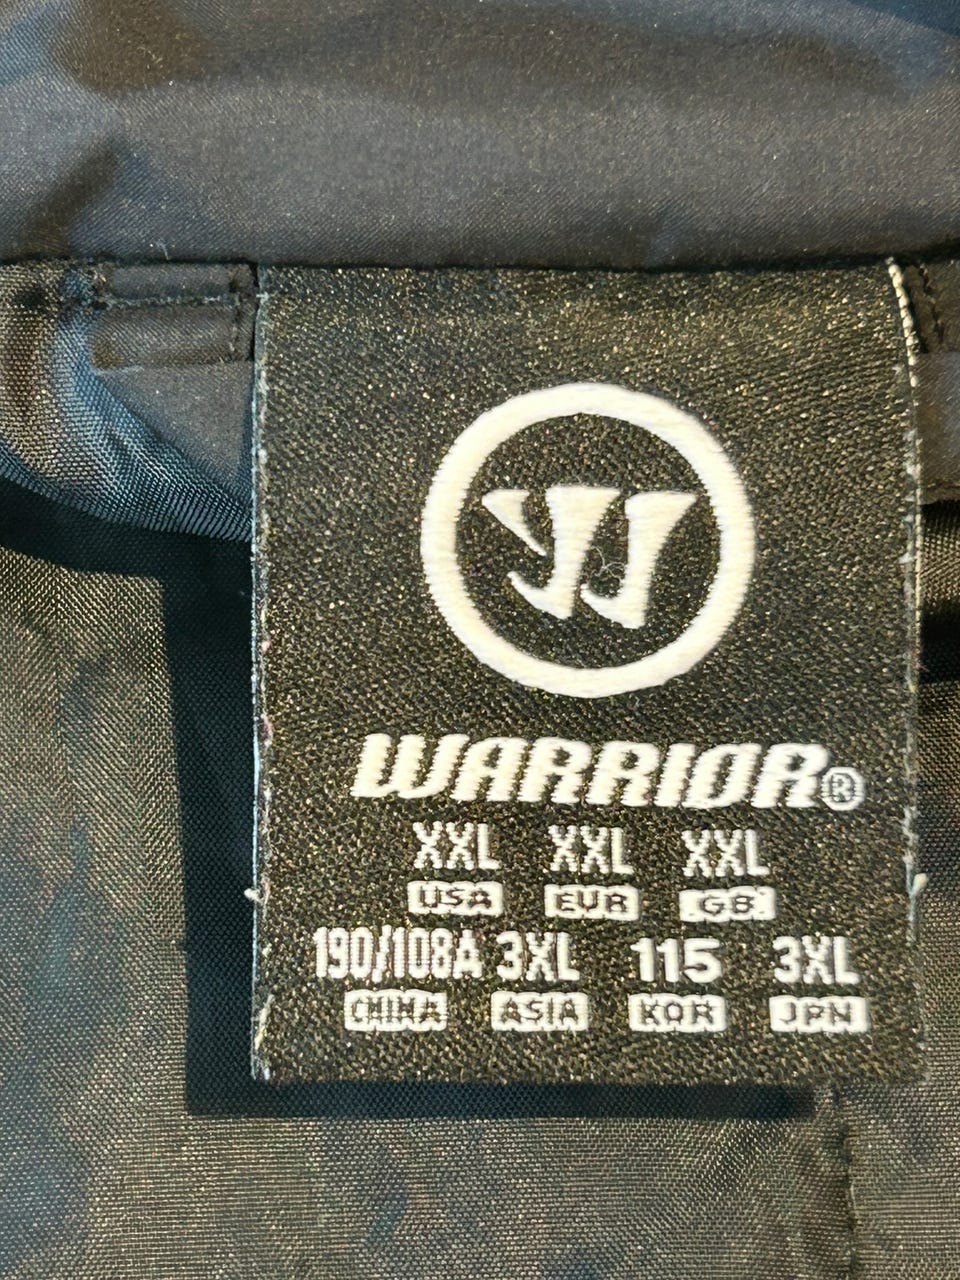 WARRIOR®
XXL XXL XXL
USA EUR GB
190/108A 3XL 115 3XL
CHINA ASIA KOR JPN